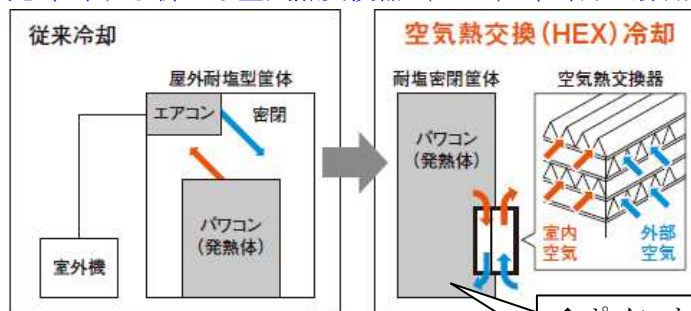 従来冷却
屋外耐塩型筐体
エアコン
密閉
パワコン
(発熱体)
室外機
空気熱交換(HEX)冷却
耐塩密閉筐体
空気熱交換器
パワコン
(発熱体)
室内
空気
外部
空気